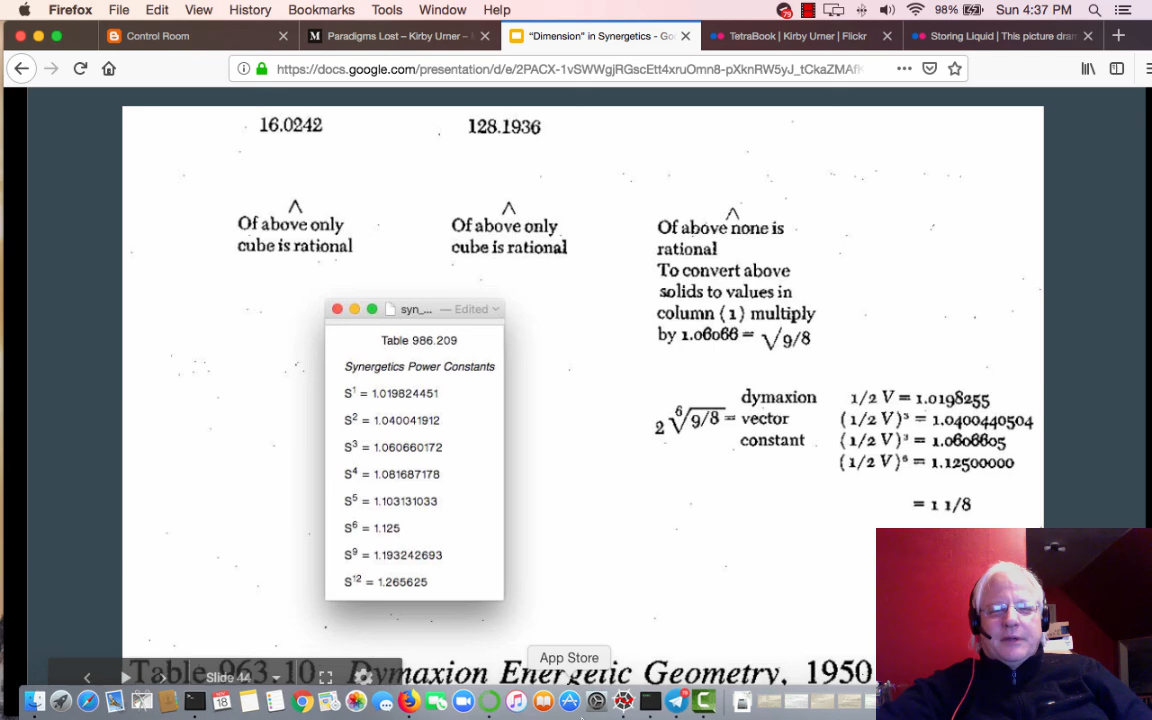 Firefox File Edit View History Bookmarks Tools Window Help 98% Sun 4:37 PM
Control Room
Paradigms Lost – Kirby Urner – M
“Dimension” in Synergetics - Goo
TetraBook | Kirby Urner | Flickr
Storing Liquid | This picture dram
https://docs.google.com/presentation/d/e/2PACX-1vSWWgjRGscEtt4xruOmn8-pXknRW5yJ_tCkaZMAf
16.0242 128.1936
Of above only
cube is rational
Of above only
cube is rational
Of above none is
rational
To convert above
solids to values in
column (1) multiply
by 1.06066 = √9/8
syn_... — Edited
Table 986.209
Synergetics Power Constants
S1 = 1.019824451
S2 = 1.040041912
S3 = 1.060660172
S4 = 1.081687178
S5 = 1.103131033
S6 = 1.125
S9 = 1.193242693
S12 = 1.265625
2 6√9/8 =
dymaxion
vector
constant
1/2 V = 1.0198255
(1/2 V)³ = 1.0400440504
(1/2 V)³ = 1.0606605
(1/2 V)⁶ = 1.12500000
= 1 1/8
App Store
Table 963.10 Dymaxion Energetic Geometry, 1950
Slide 44